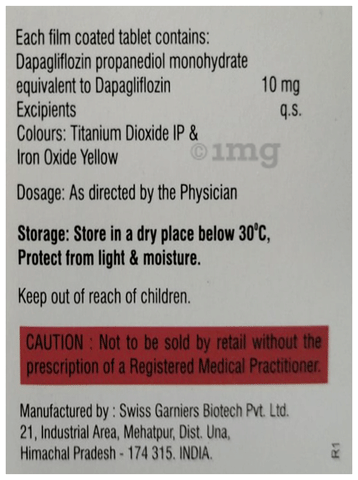 Each film coated tablet contains:
Dapagliflozin propanediol monohydrate
equivalent to Dapagliflozin 10 mg
Excipients q.s.
Colours: Titanium Dioxide IP &
Iron Oxide Yellow
©1mg
Dosage: As directed by the Physician
Storage: Store in a dry place below 30°C,
Protect from light & moisture.
Keep out of reach of children.
CAUTION : Not to be sold by retail without the
prescription of a Registered Medical Practitioner.
Manufactured by : Swiss Garniers Biotech Pvt. Ltd.
21, Industrial Area, Mehatpur, Dist. Una,
Himachal Pradesh - 174 315. INDIA.
R1